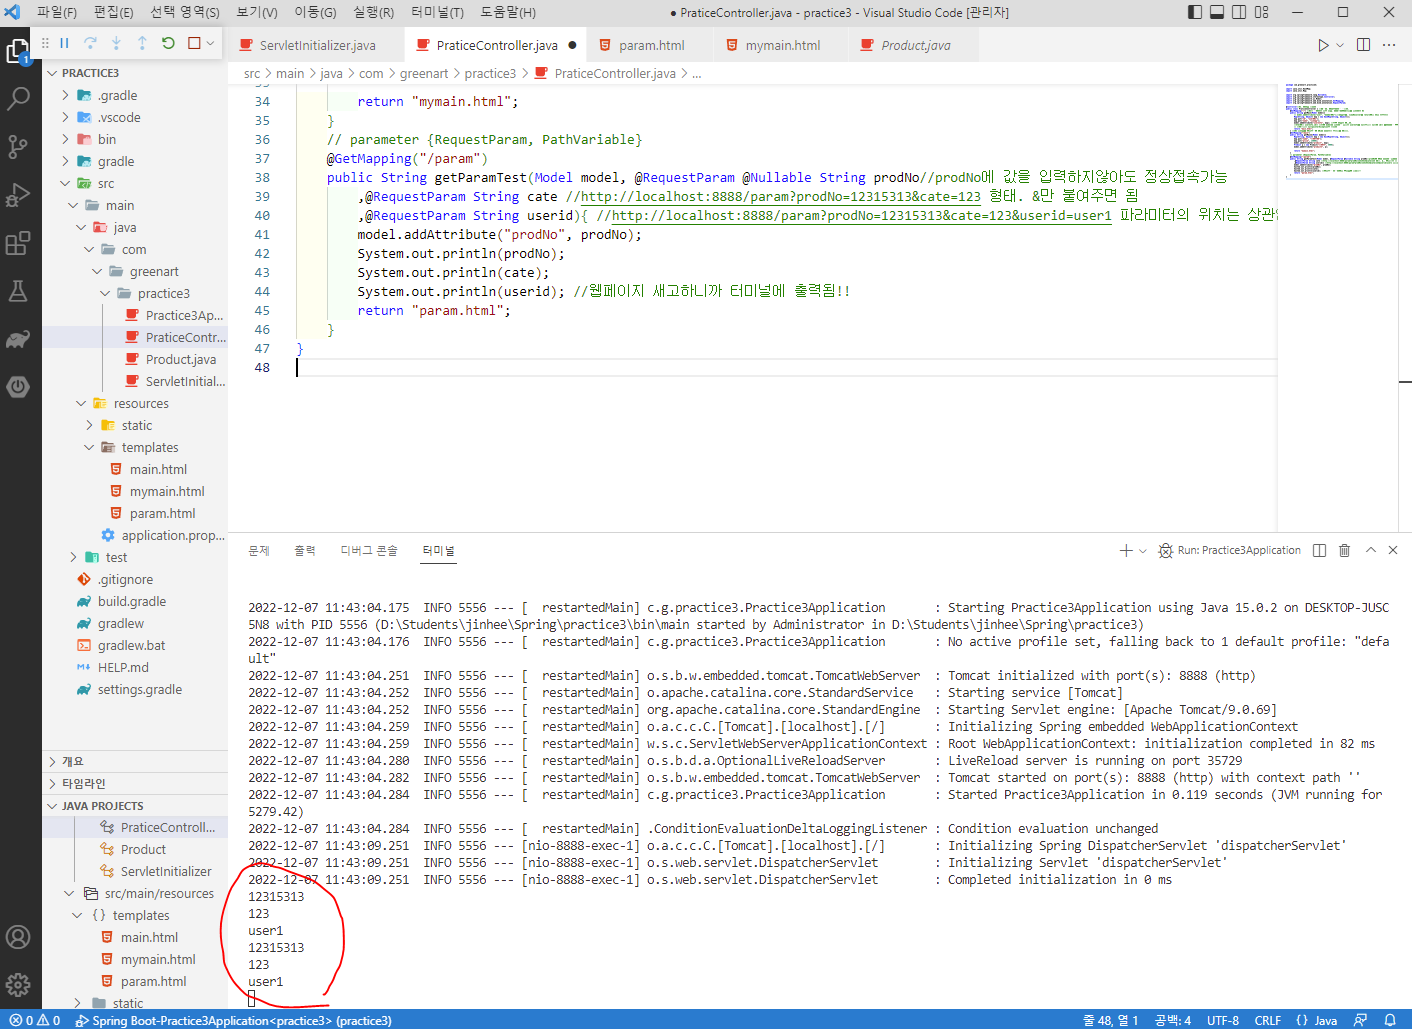 파일(F) 편집(E) 선택 영역(S) 보기(V) 이동(G) 실행(R) 터미널(T) 도움말(H) ● PraticeController.java - practice3 - Visual Studio Code [관리자]
ServletInitializer.java PraticeController.java ● param.html mymain.html Product.java
src > main > java > com > greenart > practice3 > PraticeController.java > ...
1
PRACTICE3
.gradle
.vscode
bin
gradle
src
main
java
com
greenart
practice3
Practice3Ap...
PraticeContr...
Product.java
ServletInitial...
resources
static
templates
main.html
mymain.html
param.html
application.prop...
test
.gitignore
build.gradle
gradlew
gradlew.bat
HELP.md
settings.gradle
개요
타임라인
JAVA PROJECTS
PraticeControll...
Product
ServletInitializer
src/main/resources
{} templates
main.html
mymain.html
param.html
static
34 return "mymain.html";
35 }
36 // parameter {RequestParam, PathVariable}
37 @GetMapping("/param")
38 public String getParamTest(Model model, @RequestParam @Nullable String prodNo//prodNo에 값을 입력하지않아도 정상접속가능
39 ,@RequestParam String cate //http://localhost:8888/param?prodNo=12315313&cate=123 형태. &만 붙여주면 됨
40 ,@RequestParam String userid){ //http://localhost:8888/param?prodNo=12315313&cate=123&userid=user1 파라미터의 위치는
41 model.addAttribute("prodNo", prodNo);
42 System.out.println(prodNo);
43 System.out.println(cate);
44 System.out.println(userid); //웹페이지 새고하니까 터미널에 출력됨!!
45 return "param.html";
46 }
47 }
48
문제 출력 디버그 콘솔 터미널 Run: Practice3Application
2022-12-07 11:43:04.175 INFO 5556 --- [ restartedMain] c.g.practice3.Practice3Application : Starting Practice3Application using Java 15.0.2 on DESKTOP-JUSC
5N8 with PID 5556 (D:\Students\jinhee\Spring\practice3\bin\main started by Administrator in D:\Students\jinhee\Spring\practice3)
2022-12-07 11:43:04.176 INFO 5556 --- [ restartedMain] c.g.practice3.Practice3Application : No active profile set, falling back to 1 default profile: "defa
ult"
2022-12-07 11:43:04.251 INFO 5556 --- [ restartedMain] o.s.b.w.embedded.tomcat.TomcatWebServer : Tomcat initialized with port(s): 8888 (http)
2022-12-07 11:43:04.252 INFO 5556 --- [ restartedMain] o.apache.catalina.core.StandardService : Starting service [Tomcat]
2022-12-07 11:43:04.252 INFO 5556 --- [ restartedMain] org.apache.catalina.core.StandardEngine : Starting Servlet engine: [Apache Tomcat/9.0.69]
2022-12-07 11:43:04.259 INFO 5556 --- [ restartedMain] o.a.c.c.C.[Tomcat].[localhost].[/] : Initializing Spring embedded WebApplicationContext
2022-12-07 11:43:04.259 INFO 5556 --- [ restartedMain] w.s.c.ServletWebServerApplicationContext : Root WebApplicationContext: initialization completed in 82 ms
2022-12-07 11:43:04.280 INFO 5556 --- [ restartedMain] o.s.b.d.a.OptionalLiveReloadServer : LiveReload server is running on port 35729
2022-12-07 11:43:04.282 INFO 5556 --- [ restartedMain] o.s.b.w.embedded.tomcat.TomcatWebServer : Tomcat started on port(s): 8888 (http) with context path ''
2022-12-07 11:43:04.284 INFO 5556 --- [ restartedMain] c.g.practice3.Practice3Application : Started Practice3Application in 0.119 seconds (JVM running for
5279.42)
2022-12-07 11:43:04.284 INFO 5556 --- [ restartedMain] .ConditionEvaluationDeltaLoggingListener : Condition evaluation unchanged
2022-12-07 11:43:09.251 INFO 5556 --- [nio-8888-exec-1] o.a.c.c.C.[Tomcat].[localhost].[/] : Initializing Spring DispatcherServlet 'dispatcherServlet'
2022-12-07 11:43:09.251 INFO 5556 --- [nio-8888-exec-1] o.s.web.servlet.DispatcherServlet : Initializing Servlet 'dispatcherServlet'
2022-12-07 11:43:09.251 INFO 5556 --- [nio-8888-exec-1] o.s.web.servlet.DispatcherServlet : Completed initialization in 0 ms
12315313
123
user1
12315313
123
user1
0 0 Spring Boot-Practice3Application<practice3> (practice3) 줄 48, 열 1 공백: 4 UTF-8 CRLF {} Java